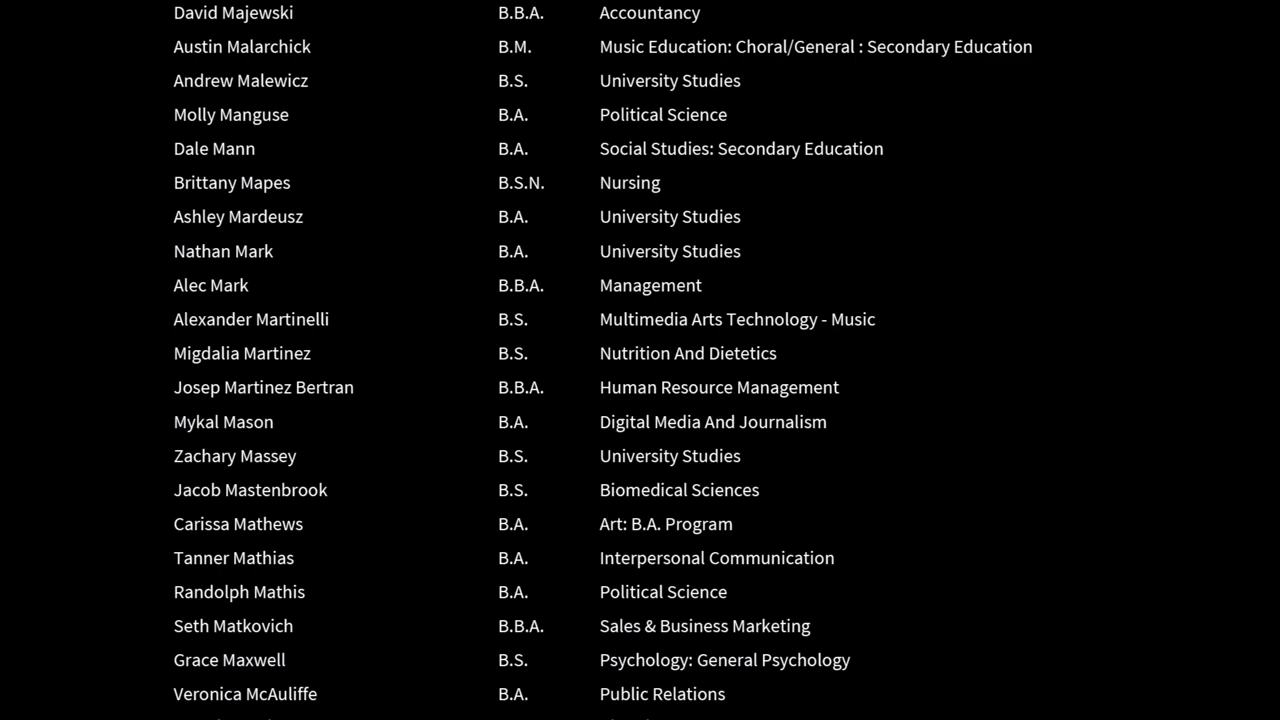 David Majewski B.B.A. Accountancy
Austin Malarchick B.M. Music Education: Choral/General : Secondary Education
Andrew Malewicz B.S. University Studies
Molly Manguse B.A. Political Science
Dale Mann B.A. Social Studies: Secondary Education
Brittany Mapes B.S.N. Nursing
Ashley Mardeusz B.A. University Studies
Nathan Mark B.A. University Studies
Alec Mark B.B.A. Management
Alexander Martinelli B.S. Multimedia Arts Technology - Music
Migdalia Martinez B.S. Nutrition And Dietetics
Josep Martinez Bertran B.B.A. Human Resource Management
Mykal Mason B.A. Digital Media And Journalism
Zachary Massey B.S. University Studies
Jacob Mastenbrook B.S. Biomedical Sciences
Carissa Mathews B.A. Art: B.A. Program
Tanner Mathias B.A. Interpersonal Communication
Randolph Mathis B.A. Political Science
Seth Matkovich B.B.A. Sales & Business Marketing
Grace Maxwell B.S. Psychology: General Psychology
Veronica McAuliffe B.A. Public Relations